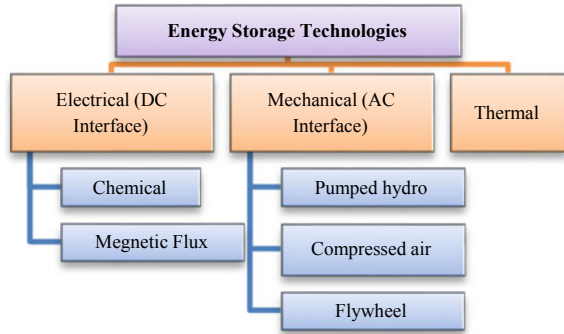 Energy Storage Technologies
Electrical (DC
Interface)
Mechanical (AC
Interface)
Thermal
Chemical
Megnetic Flux
Pumped hydro
Compressed air
Flywheel